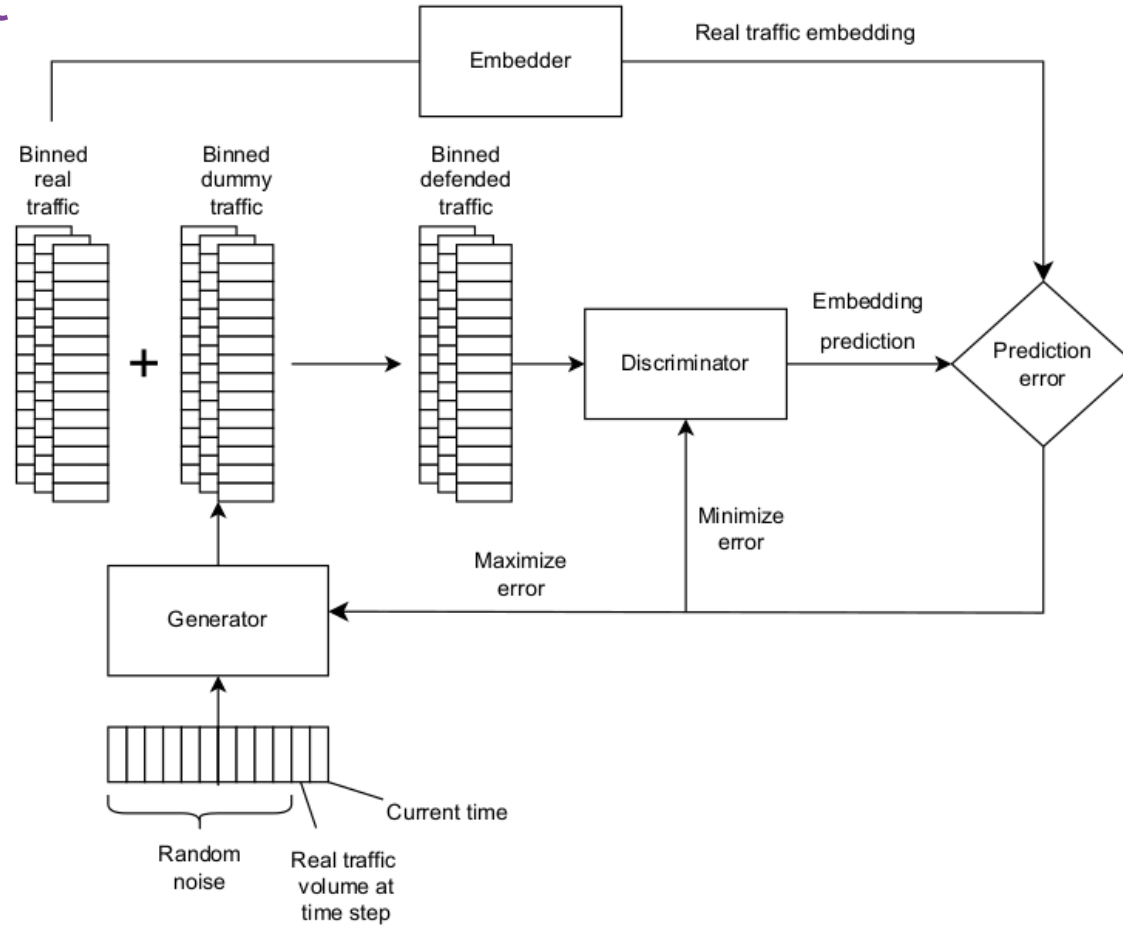 Embedder
Real traffic embedding
Binned
real
traffic
Binned
dummy
traffic
Binned
defended
traffic
+
Discriminator
Embedding
prediction
Prediction
error
Minimize
error
Maximize
error
Generator
Current time
Random
noise
Real traffic
volume at
time step